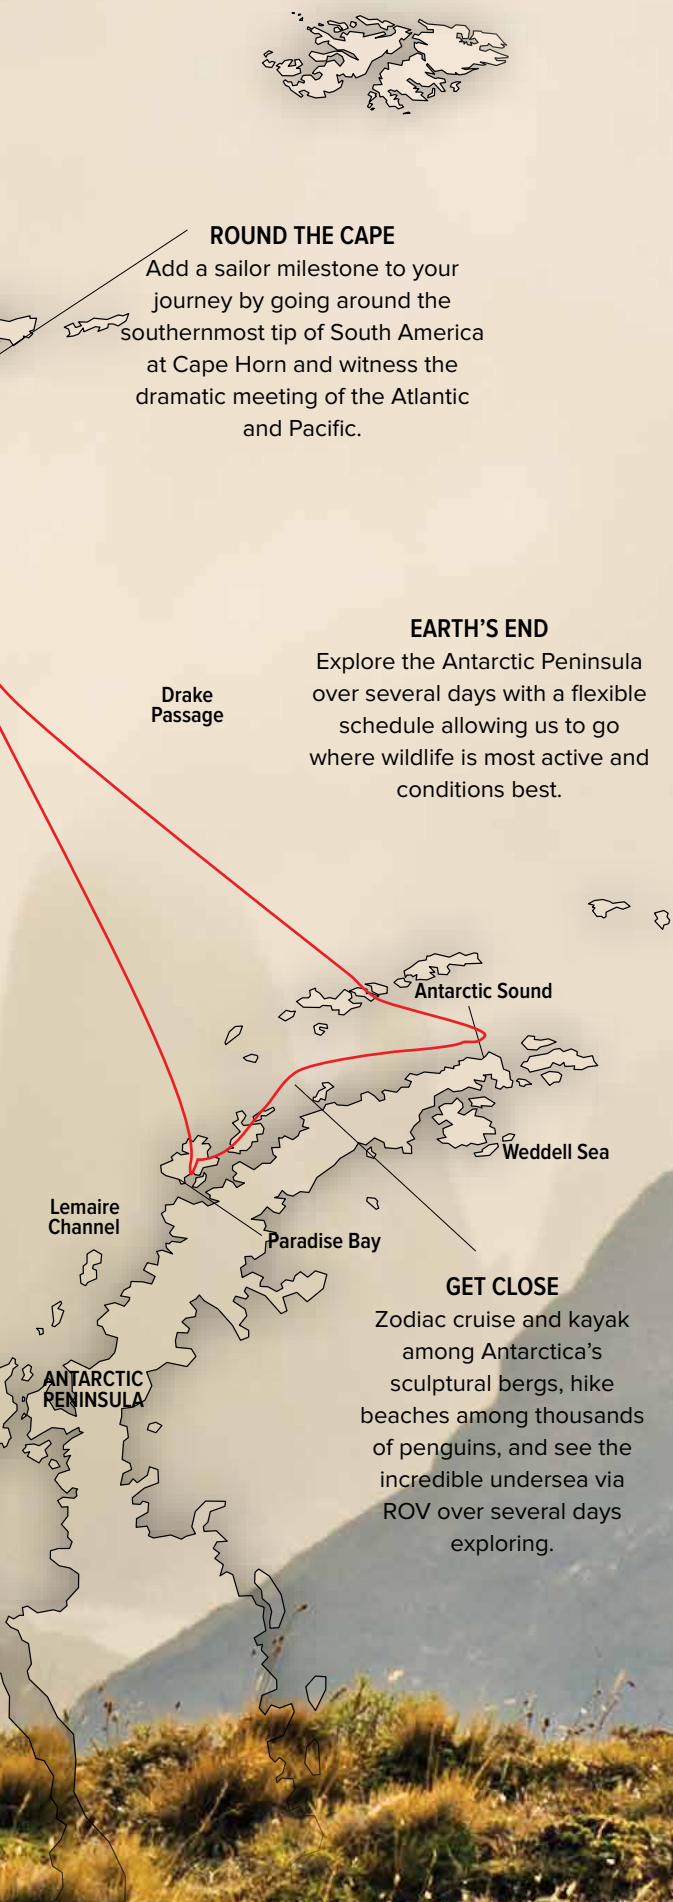 ROUND THE CAPE
Add a sailor milestone to your
journey by going around the
southernmost tip of South America
at Cape Horn and witness the
dramatic meeting of the Atlantic
and Pacific.
EARTH'S END
Explore the Antarctic Peninsula
over several days with a flexible
schedule allowing us to go
where wildlife is most active and
conditions best.
Drake
Passage
Antarctic Sound
Weddell Sea
Lemaire
Channel
Paradise Bay
GET CLOSE
Zodiac cruise and kayak
among Antarctica's
sculptural bergs, hike
beaches among thousands
of penguins, and see the
incredible undersea via
ROV over several days
exploring.
ANTARCTIC
PENINSULA